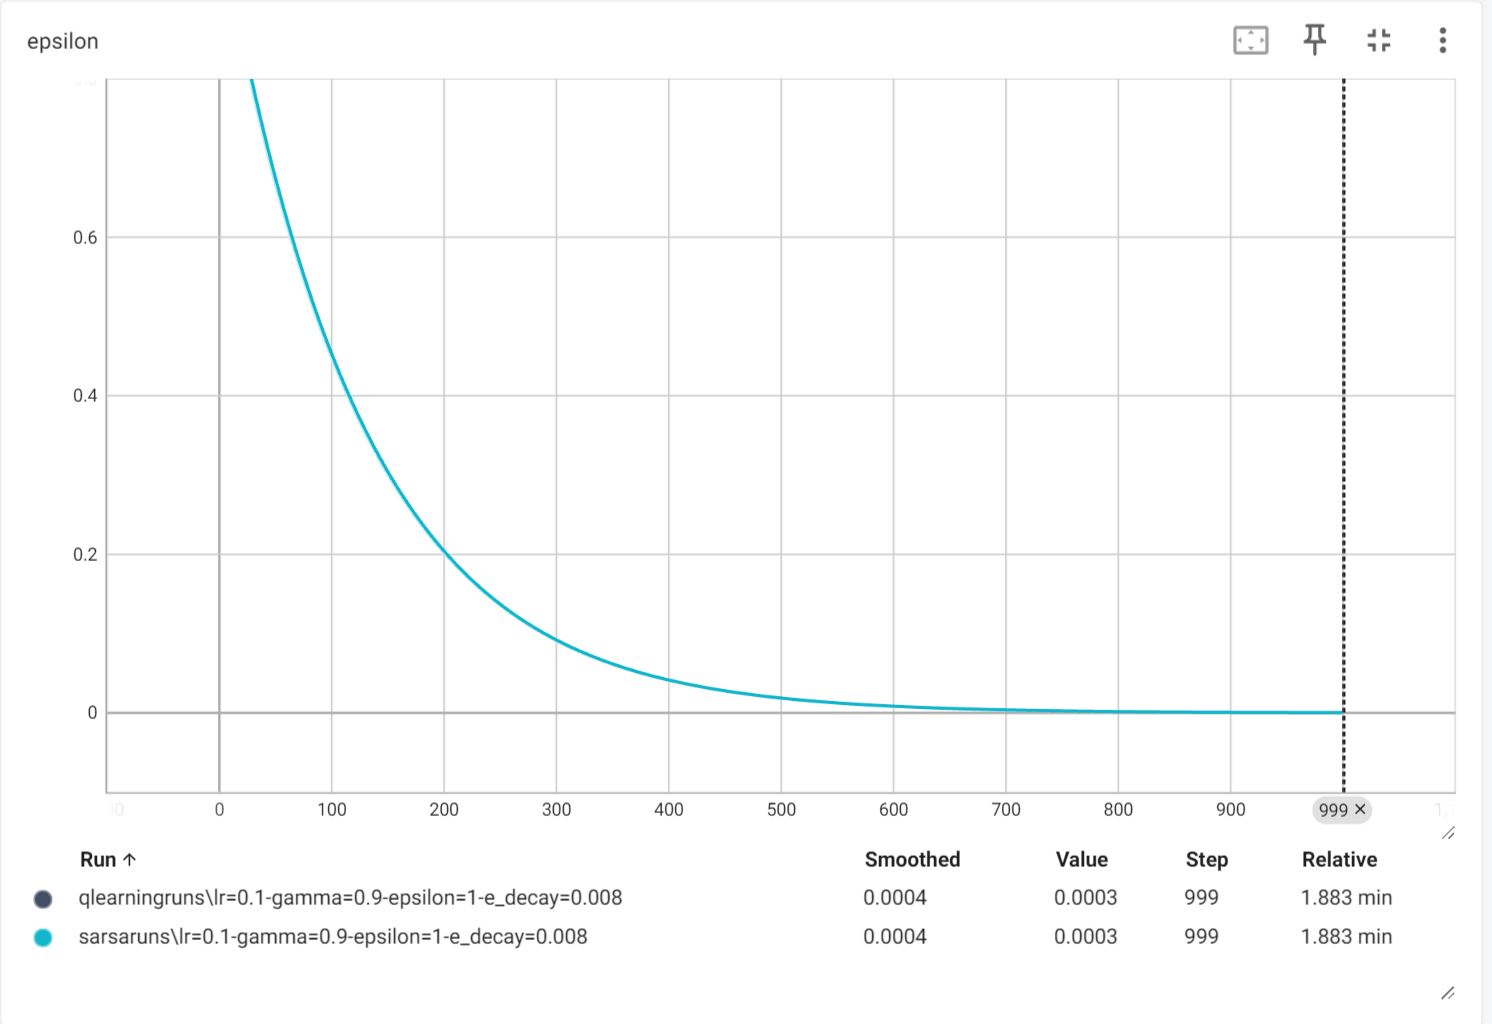 epsilon
0.6
0.4
0.2
0
0 100 200 300 400 500 600 700 800 900 999 ×
Run ↑ Smoothed Value Step Relative
qlearningruns\lr=0.1-gamma=0.9-epsilon=1-e_decay=0.008 0.0004 0.0003 999 1.883 min
sarsaruns\lr=0.1-gamma=0.9-epsilon=1-e_decay=0.008 0.0004 0.0003 999 1.883 min